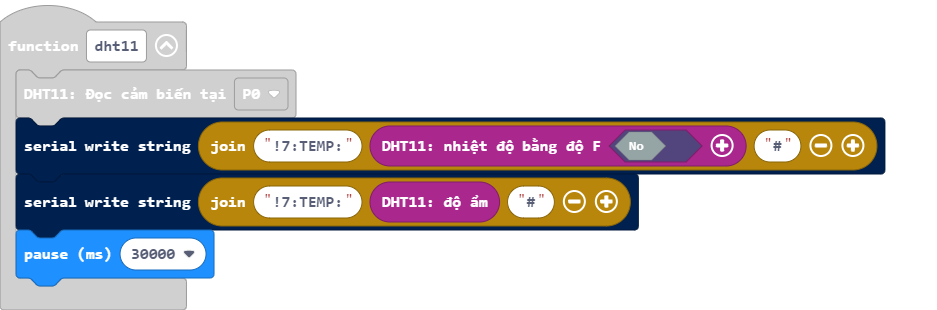 function dht11
DHT11: Đọc cảm biến tại P0
serial write string join "!7:TEMP:" DHT11: nhiệt độ bằng độ F No "#"
serial write string join "!7:TEMP:" DHT11: độ ẩm "#"
pause (ms) 30000